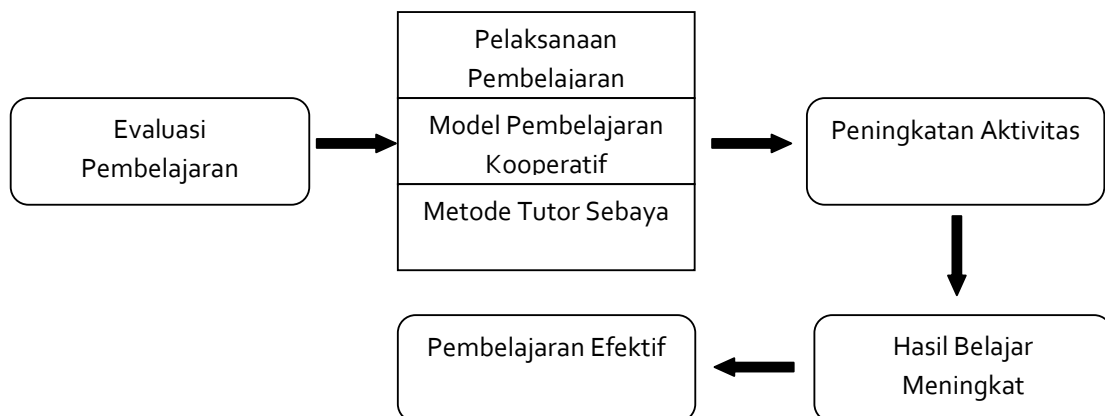 Pelaksanaan
Pembelajaran
Evaluasi
Pembelajaran
Model Pembelajaran
Kooperatif
Metode Tutor Sebaya
Peningkatan Aktivitas
Pembelajaran Efektif
Hasil Belajar
Meningkat